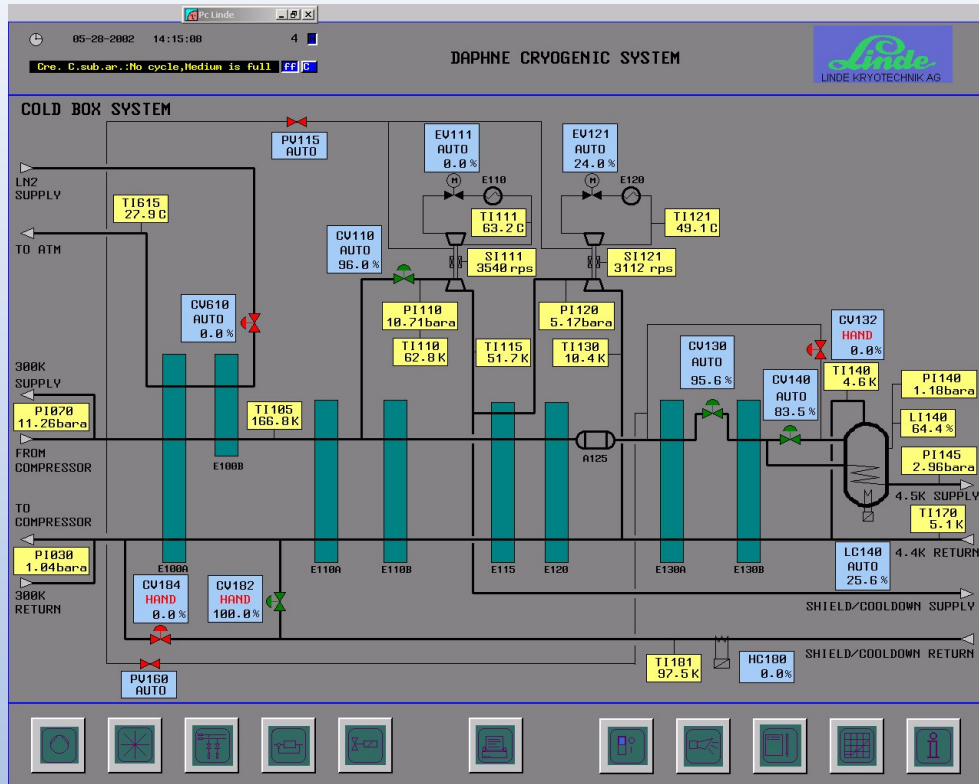 Pc Linde
05-28-2002 14:15:08
4
Cre. C.sub.ar.:No cycle,Medium is full
ff
C
DAPHNE CRYOGENIC SYSTEM
Linde
LINDE KRYOTECHNIK AG
COLD BOX SYSTEM
PV115
AUTO
EV111
AUTO
0.0 %
EV121
AUTO
24.0 %
M
E110
M
E120
LN2
SUPPLY
TI615
27.9 C
TI111
63.2 C
TI121
49.1 C
TO ATM
CV110
AUTO
96.0 %
SI111
3540 rps
SI121
3112 rps
CV610
AUTO
0.0 %
PI110
10.71bara
PI120
5.17bara
TI110
62.8 K
TI115
51.7 K
TI130
10.4 K
CV130
AUTO
95.6 %
CV132
HAND
0.0 %
300K
SUPPLY
TI140
4.6 K
PI140
1.18bara
CV140
AUTO
83.5 %
PI070
11.26bara
TI105
166.8 K
LI140
64.4 %
FROM
COMPRESSOR
E100B
A125
PI145
2.96bara
4.5K SUPPLY
TO
COMPRESSOR
M
TI170
5.1 K
PI030
1.04bara
4.4K RETURN
E100A
E110A
E110B
E115
E120
E130A
E130B
LC140
AUTO
25.6 %
300K
RETURN
CV184
HAND
0.0 %
CV182
HAND
100.0 %
SHIELD/COOLDOWN SUPPLY
SHIELD/COOLDOWN RETURN
TI181
97.5 K
HC180
0.0 %
PV160
AUTO